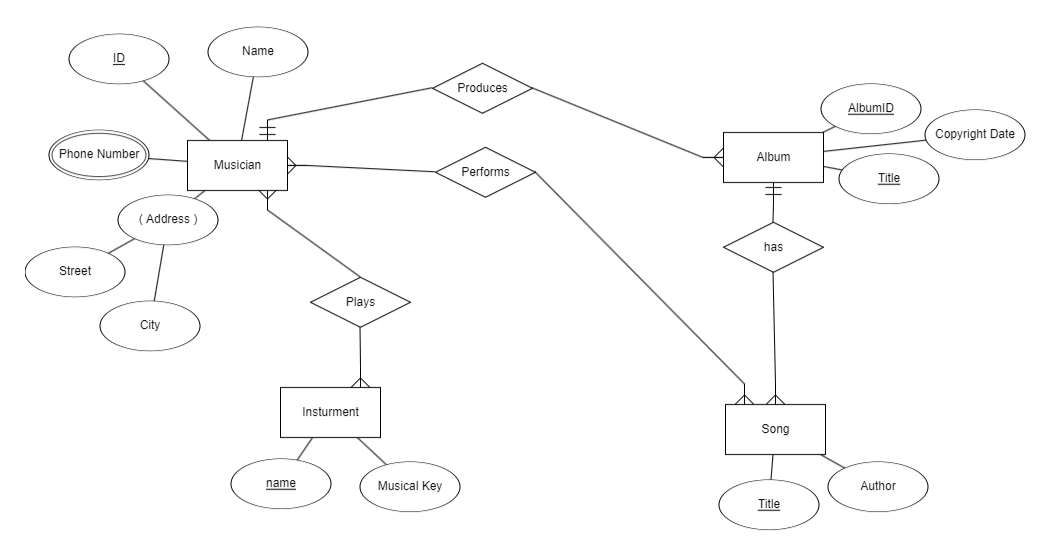 ID
Name
Produces
AlbumID
Copyright Date
Phone Number
Musician
Performs
Album
Title
( Address )
Street
has
City
Plays
Insturment
Song
name
Musical Key
Title
Author